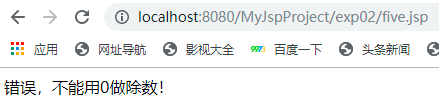 localhost:8080/MyJspProject/exp02/five.jsp
应用 网址导航 影视大全 997 百度一下 头条新闻
错误，不能用0做除数！